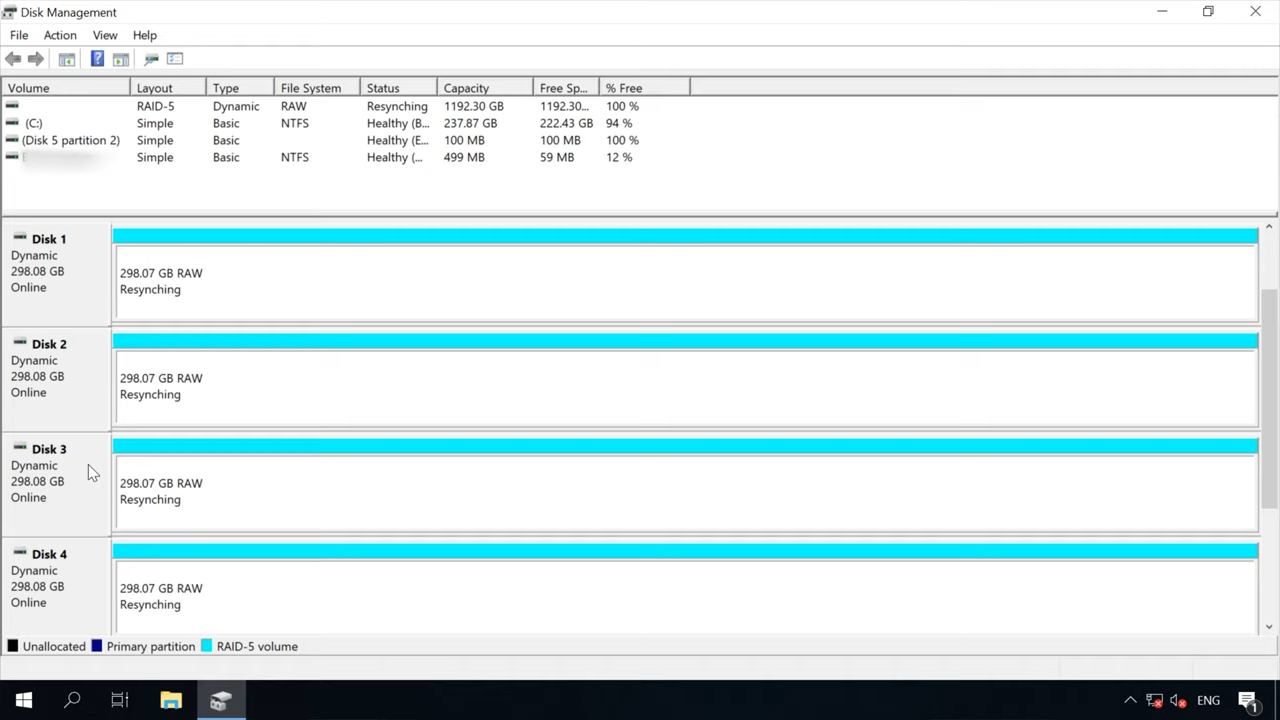 Disk Management
File Action View Help
Volume Layout Type File System Status Capacity Free Sp... % Free
RAID-5 Dynamic RAW Resynching 1192.30 GB 1192.30... 100 %
(C:) Simple Basic NTFS Healthy (B... 237.87 GB 222.43 GB 94 %
(Disk 5 partition 2) Simple Basic Healthy (E... 100 MB 100 MB 100 %
Simple Basic NTFS Healthy (... 499 MB 59 MB 12 %
Disk 1
Dynamic
298.08 GB
Online
298.07 GB RAW
Resynching
Disk 2
Dynamic
298.08 GB
Online
298.07 GB RAW
Resynching
Disk 3
Dynamic
298.08 GB
Online
298.07 GB RAW
Resynching
Disk 4
Dynamic
298.08 GB
Online
298.07 GB RAW
Resynching
Unallocated Primary partition RAID-5 volume
ENG 1